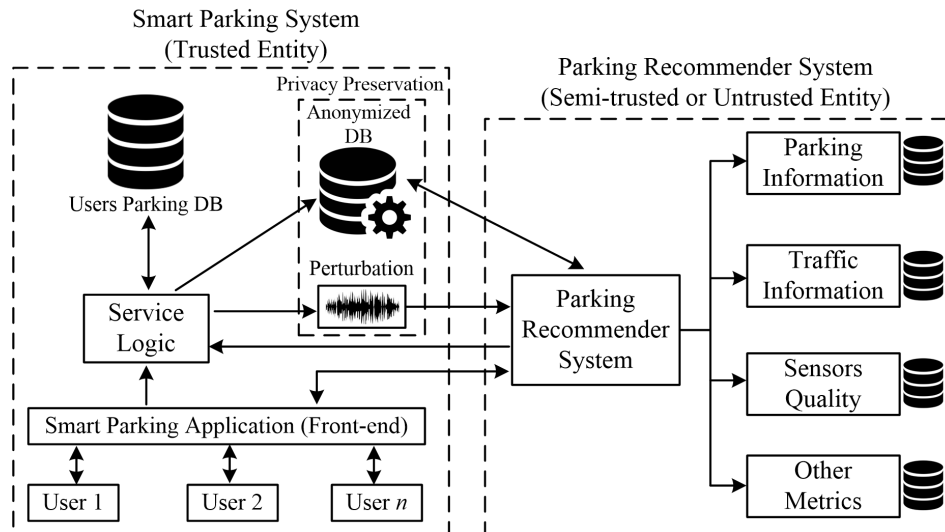 Smart Parking System
(Trusted Entity)
Parking Recommender System
(Semi-trusted or Untrusted Entity)
Privacy Preservation
Anonymized
DB
Users Parking DB
Perturbation
Service
Logic
Smart Parking Application (Front-end)
User 1
User 2
User n
Parking
Recommender
System
Parking
Information
Traffic
Information
Sensors
Quality
Other
Metrics